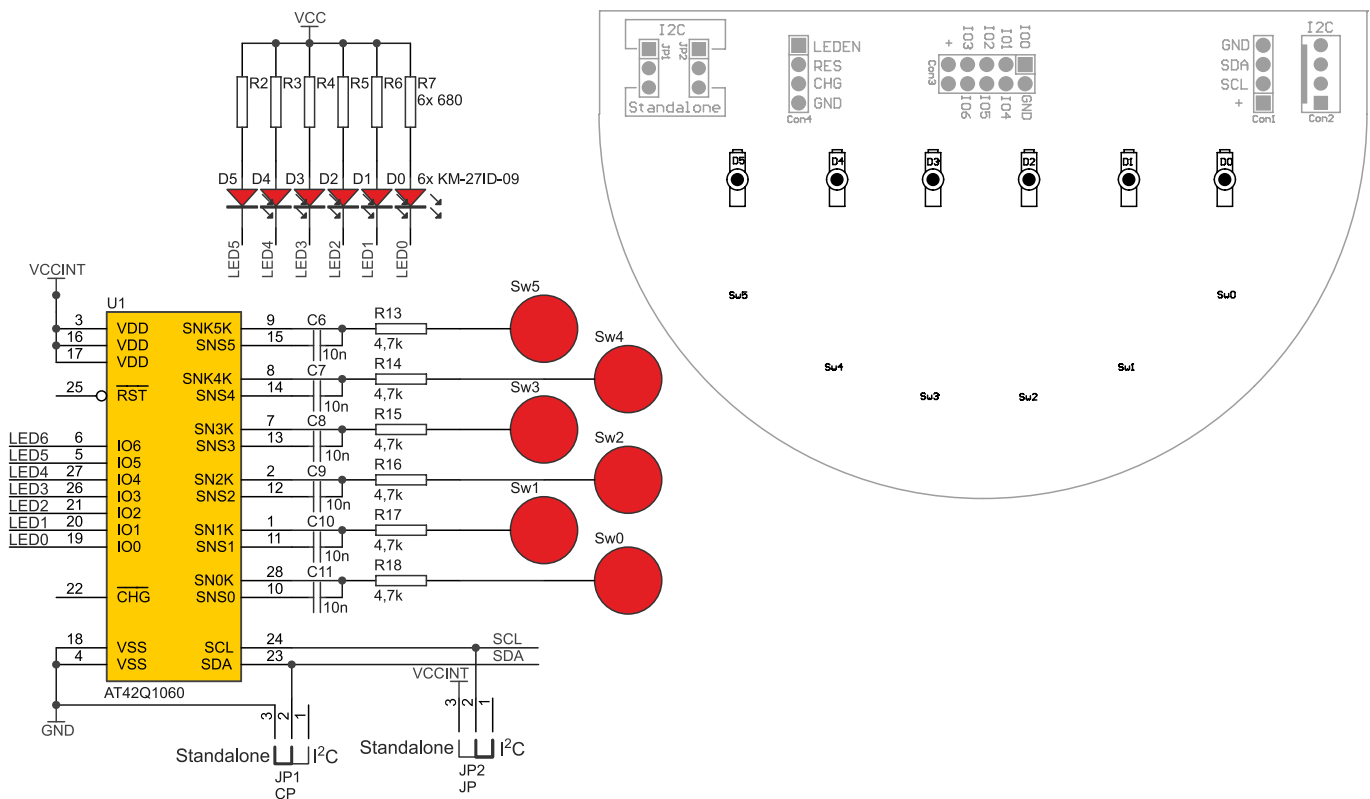 VCC
R2 R3 R4 R5 R6 R7
6x 680
D5 D4 D3 D2 D1 D0 6x KM-27ID-09
LED5 LED4 LED3 LED2 LED1 LED0
VCCINT
U1
3 VDD
16 VDD
17 VDD
25 RST
LED6 6 IO6
LED5 5 IO5
LED4 27 IO4
LED3 26 IO3
LED2 21 IO2
LED1 20 IO1
LED0 19 IO0
22 CHG
18 VSS
4 VSS
GND
AT42Q1060
SNK5K 9 C6 R13 Sw5
SNS5 15 10n 4,7k
SNK4K 8 C7 R14 Sw4
SNS4 14 10n 4,7k
SN3K 7 C8 R15 Sw3
SNS3 13 10n 4,7k
SN2K 2 C9 R16 Sw2
SNS2 12 10n 4,7k
SN1K 1 C10 R17 Sw1
SNS1 11 10n 4,7k
SN0K 28 C11 R18 Sw0
SNS0 10 10n 4,7k
SCL 24 SCL
SDA 23 SDA
VCCINT
3 2 1
Standalone I²C
JP1
CP
3 2 1
Standalone I²C
JP2
JP
I2C
JP1 JP2
Standalone
LEDEN
RES
CHG
GND
Con4
+ IO3 IO2 IO1 IO0
Con3
IO6 IO5 IO4 GND
GND
SDA
SCL
+
Con1
I2C
Con2
D5 D4 D3 D2 D1 D0
Sw5 Sw0
Sw4 Sw1
Sw3 Sw2